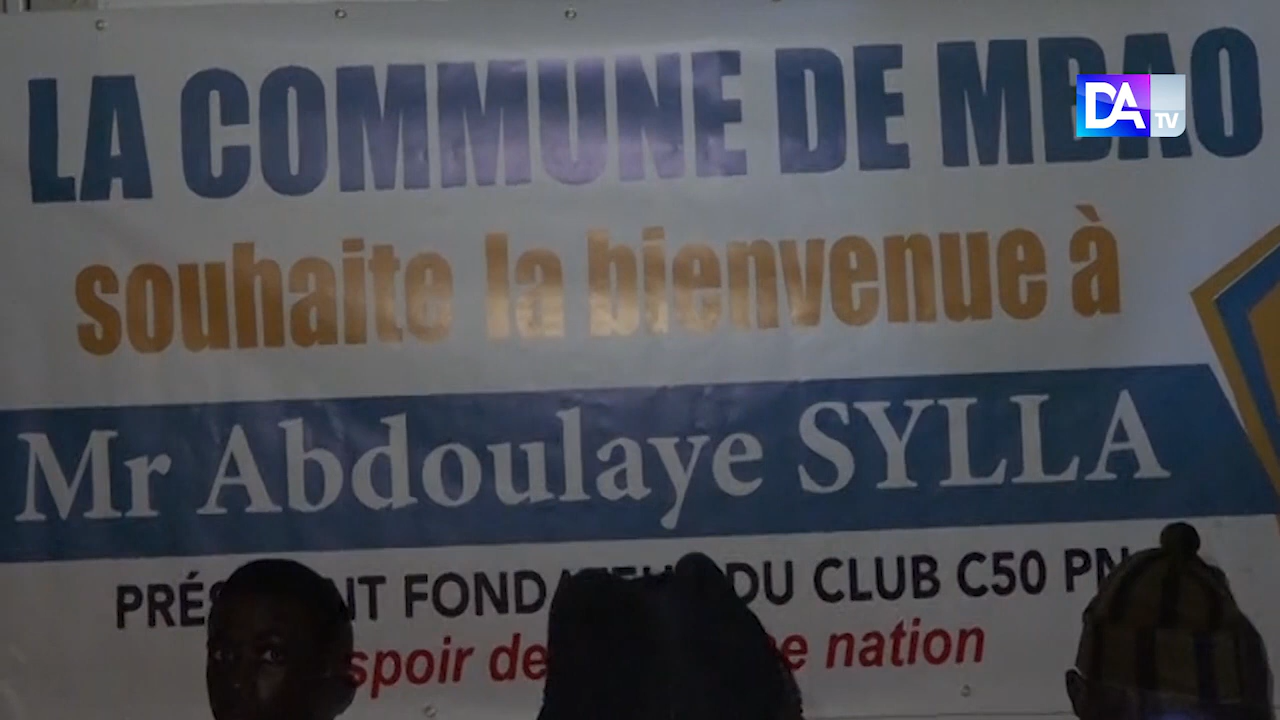 LA COMMUNE DE MBAO
DA TV
souhaite la bienvenue à
Mr Abdoulaye SYLLA
DU CLUB C50
nation